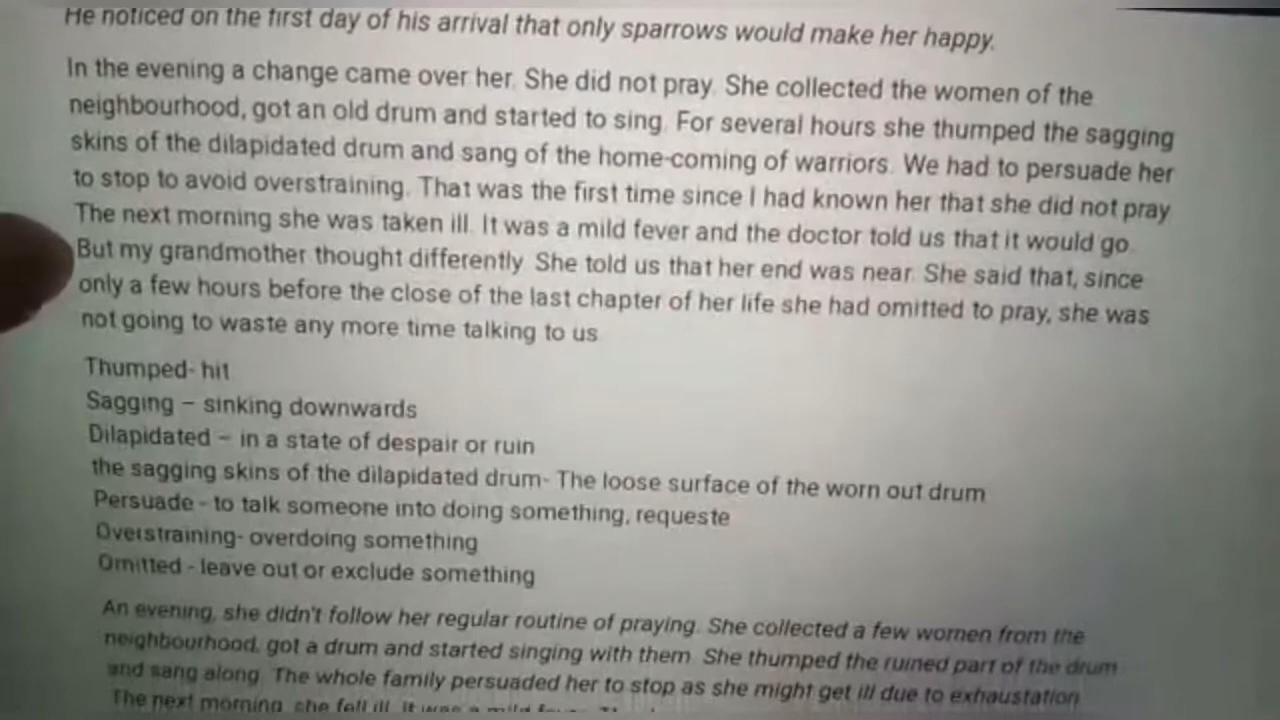 He noticed on the first day of his arrival that only sparrows would make her happy.
In the evening a change came over her. She did not pray. She collected the women of the
neighbourhood, got an old drum and started to sing. For several hours she thumped the sagging
skins of the dilapidated drum and sang of the home-coming of warriors. We had to persuade her
to stop to avoid overstraining. That was the first time since I had known her that she did not pray
The next morning she was taken ill. It was a mild fever and the doctor told us that it would go.
But my grandmother thought differently. She told us that her end was near. She said that, since
only a few hours before the close of the last chapter of her life she had omitted to pray, she was
not going to waste any more time talking to us
Thumped- hit
Sagging – sinking downwards
Dilapidated – in a state of despair or ruin
the sagging skins of the dilapidated drum- The loose surface of the worn out drum
Persuade - to talk someone into doing something, requeste
Overstraining- overdoing something
Omitted - leave out or exclude something
An evening, she didn't follow her regular routine of praying. She collected a few women from the
neighbourhood, got a drum and started singing with them. She thumped the ruined part of the drum
and sang along. The whole family persuaded her to stop as she might get ill due to exhaustion
The next morning, she fell ill. It was a mild fever.